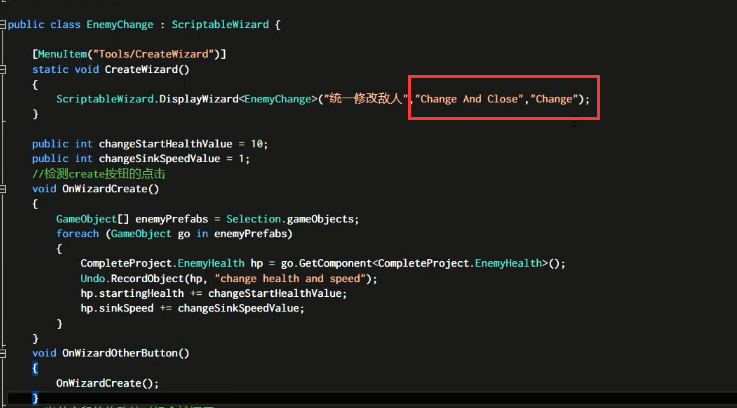 public class EnemyChange : ScriptableWizard {
[MenuItem("Tools/CreateWizard")]
static void CreateWizard()
{
ScriptableWizard.DisplayWizard<EnemyChange>("统一修改敌人","Change And Close","Change");
}
public int changeStartHealthValue = 10;
public int changeSinkSpeedValue = 1;
//检测create按钮的点击
void OnWizardCreate()
{
GameObject[] enemyPrefabs = Selection.gameObjects;
foreach (GameObject go in enemyPrefabs)
{
CompleteProject.EnemyHealth hp = go.GetComponent<CompleteProject.EnemyHealth>();
Undo.RecordObject(hp, "change health and speed");
hp.startingHealth += changeStartHealthValue;
hp.sinkSpeed += changeSinkSpeedValue;
}
}
void OnWizardOtherButton()
{
OnWizardCreate();
}